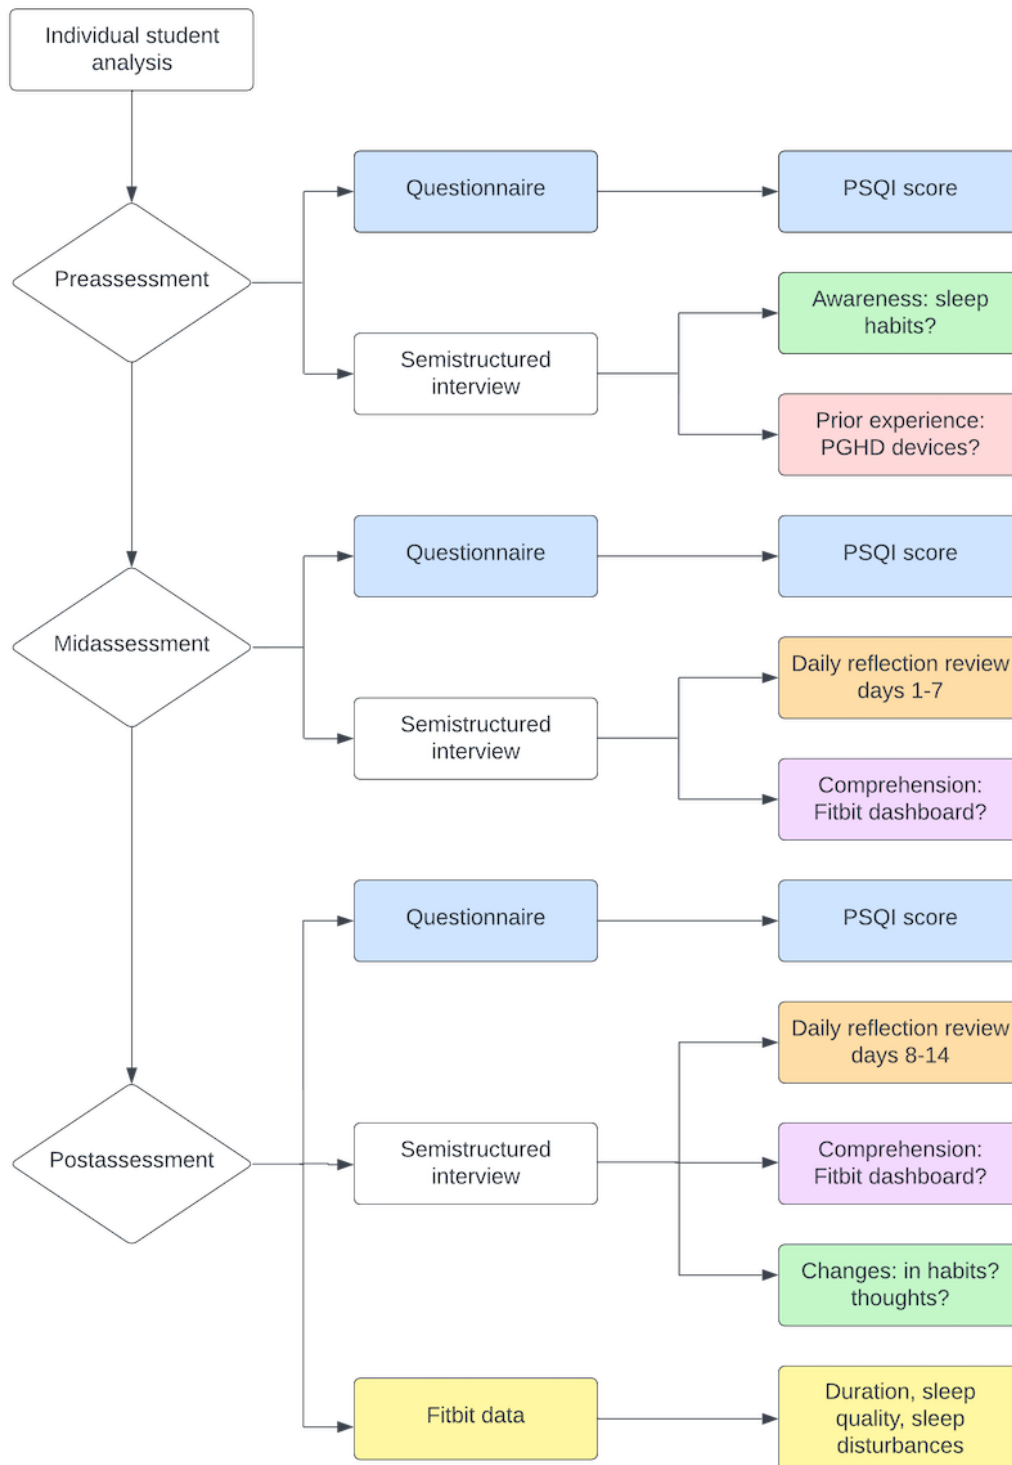 Individual student
analysis
Preassessment
Questionnaire
PSQI score
Semistructured
interview
Awareness: sleep
habits?
Prior experience:
PGHD devices?
Midassessment
Questionnaire
PSQI score
Semistructured
interview
Daily reflection review
days 1-7
Comprehension:
Fitbit dashboard?
Postassessment
Questionnaire
PSQI score
Semistructured
interview
Daily reflection review
days 8-14
Comprehension:
Fitbit dashboard?
Changes: in habits?
thoughts?
Fitbit data
Duration, sleep
quality, sleep
disturbances